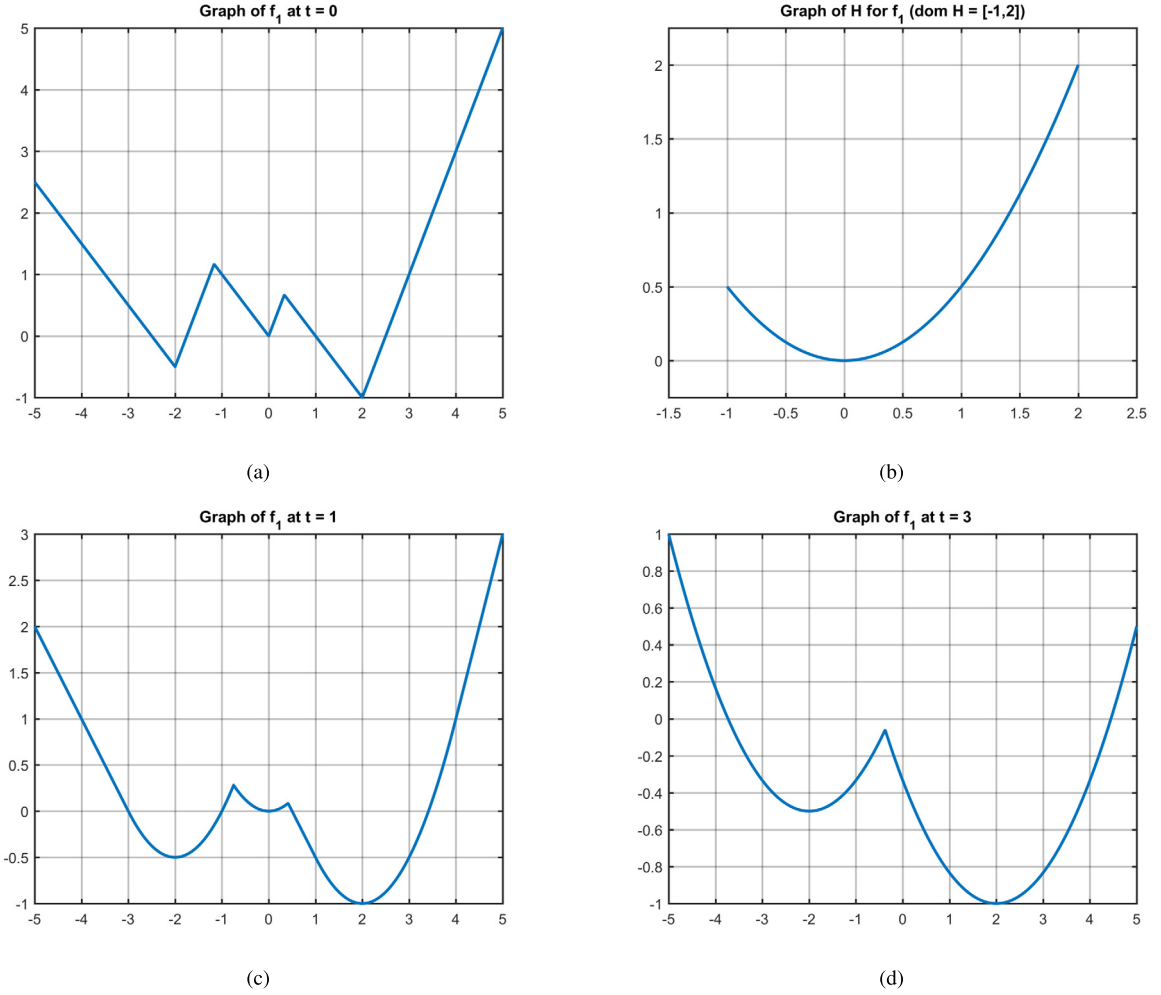 Graph of f1 at t = 0
5
4
3
2
1
0
-1
-5 -4 -3 -2 -1 0 1 2 3 4 5
(a)
Graph of H for f1 (dom H = [-1,2])
2
1.5
1
0.5
0
-1.5 -1 -0.5 0 0.5 1 1.5 2 2.5
(b)
Graph of f1 at t = 1
3
2.5
2
1.5
1
0.5
0
-0.5
-1
-5 -4 -3 -2 -1 0 1 2 3 4 5
(c)
Graph of f1 at t = 3
1
0.8
0.6
0.4
0.2
0
-0.2
-0.4
-0.6
-0.8
-1
-5 -4 -3 -2 -1 0 1 2 3 4 5
(d)